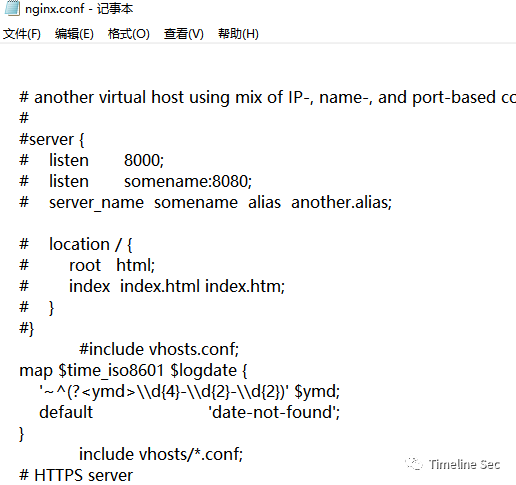 nginx.conf - 记事本
文件(F) 编辑(E) 格式(O) 查看(V) 帮助(H)
# another virtual host using mix of IP-, name-, and port-based co
#
#server {
#    listen       8000;
#    listen       somename:8080;
#    server_name  somename  alias  another.alias;
#    location / {
#        root   html;
#        index  index.html index.htm;
#    }
#}
#include vhosts.conf;
map $time_iso8601 $logdate {
'~^(?<ymd>\\d{4}-\\d{2}-\\d{2})' $ymd;
default                       'date-not-found';
}
include vhosts/*.conf;
# HTTPS server
Timeline Sec